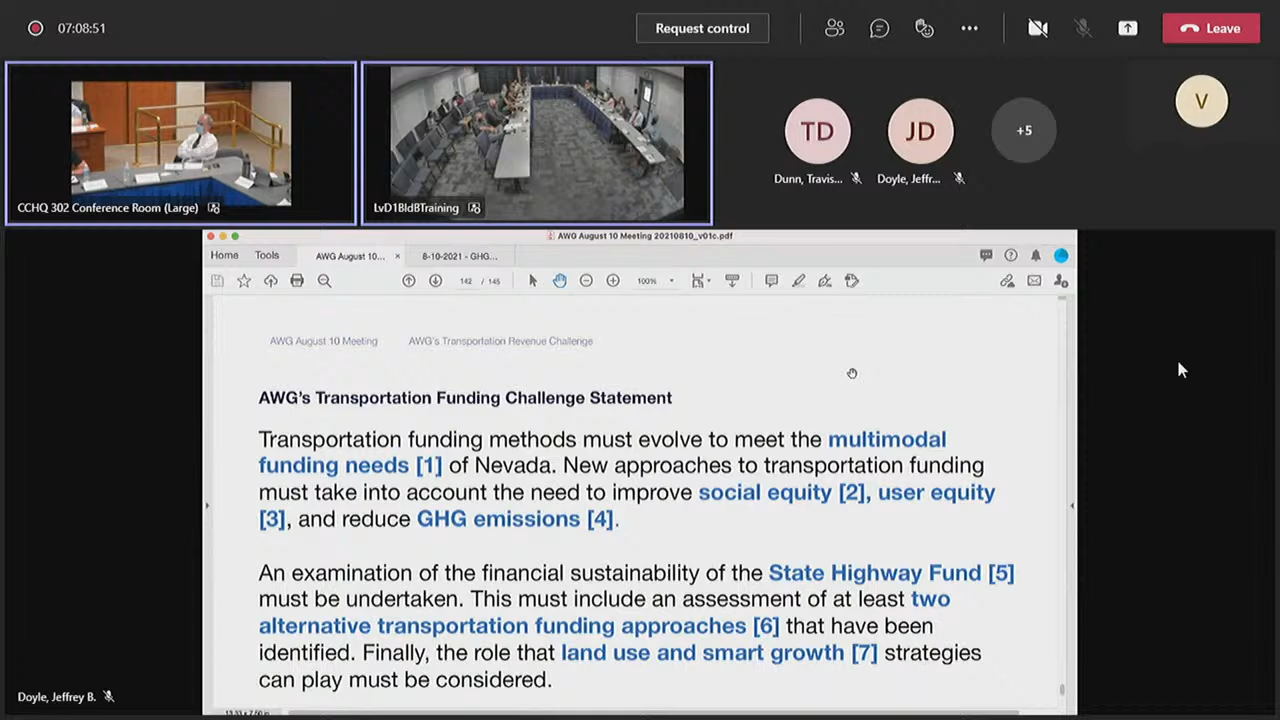 07:08:51
Request control
Leave
CCHQ 302 Conference Room (Large)
LvD1BldBTraining
TD
Dunn, Travis...
JD
Doyle, Jeffr...
+5
V
AWG August 10 Meeting 20210810_v01c.pdf
Home
Tools
AWG August 10... ×
8-10-2021 - GHG...
142 / 145
100%
AWG August 10 Meeting
AWG's Transportation Revenue Challenge
AWG's Transportation Funding Challenge Statement
Transportation funding methods must evolve to meet the multimodal
funding needs [1] of Nevada. New approaches to transportation funding
must take into account the need to improve social equity [2], user equity
[3], and reduce GHG emissions [4].
An examination of the financial sustainability of the State Highway Fund [5]
must be undertaken. This must include an assessment of at least two
alternative transportation funding approaches [6] that have been
identified. Finally, the role that land use and smart growth [7] strategies
can play must be considered.
Doyle, Jeffrey B.